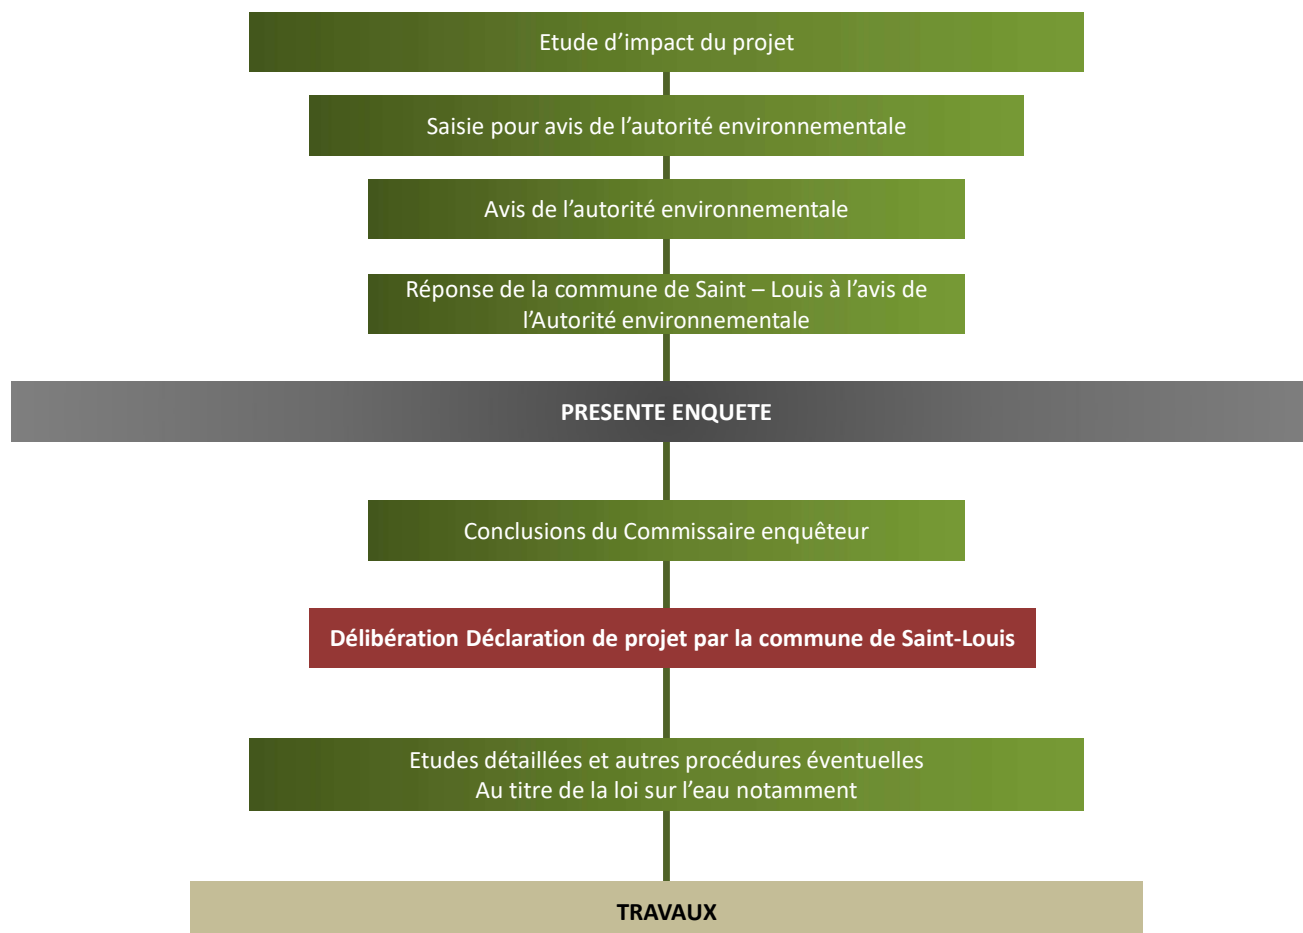 Etude d’impact du projet
Saisie pour avis de l’autorité environnementale
Avis de l’autorité environnementale
Réponse de la commune de Saint – Louis à l’avis de
l’Autorité environnementale
PRESENTE ENQUETE
Conclusions du Commissaire enquêteur
Délibération Déclaration de projet par la commune de Saint-Louis
Etudes détaillées et autres procédures éventuelles
Au titre de la loi sur l’eau notamment
TRAVAUX